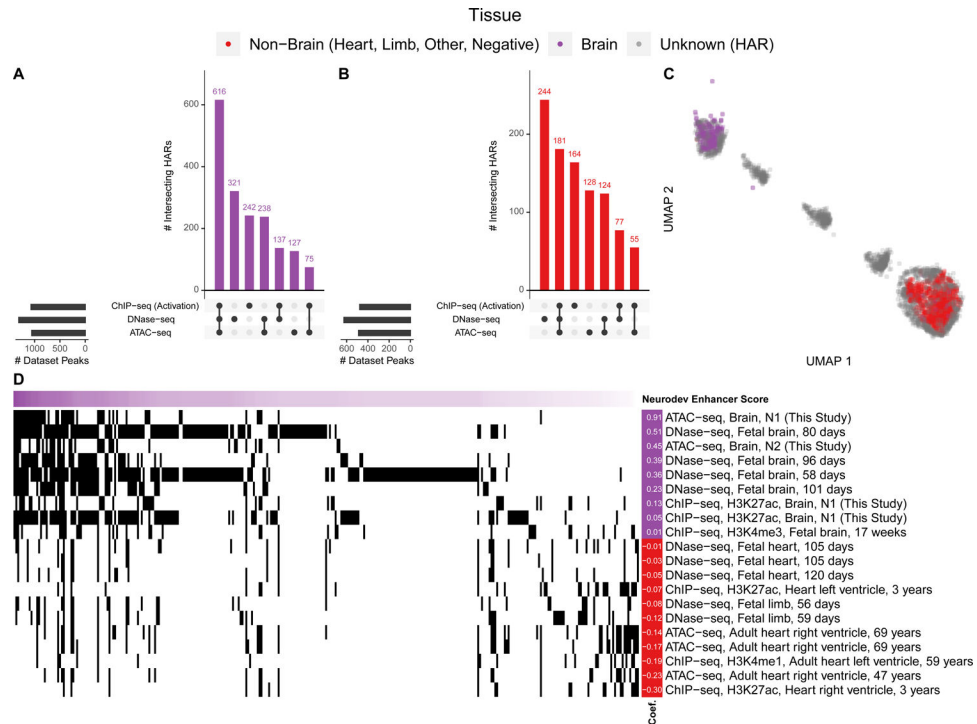 Tissue
Non−Brain (Heart, Limb, Other, Negative) Brain Unknown (HAR)
A
# Intersecting HARs
600
400
200
0
616
321
242
238
137
127
75
ChIP−seq (Activation)
DNase−seq
ATAC−seq
1000 500 0
# Dataset Peaks
B
# Intersecting HARs
200
100
0
244
181
164
128
124
77
55
ChIP−seq (Activation)
DNase−seq
ATAC−seq
600 400 200 0
# Dataset Peaks
C
UMAP 2
UMAP 1
D
Neurodev Enhancer Score
0.91 ATAC−seq, Brain, N1 (This Study)
0.51 DNase−seq, Fetal brain, 80 days
0.45 ATAC−seq, Brain, N2 (This Study)
0.39 DNase−seq, Fetal brain, 96 days
0.36 DNase−seq, Fetal brain, 58 days
0.23 DNase−seq, Fetal brain, 101 days
0.13 ChIP−seq, H3K27ac, Brain, N1 (This Study)
0.05 ChIP−seq, H3K27ac, Brain, N1 (This Study)
0.01 ChIP−seq, H3K4me3, Fetal brain, 17 weeks
−0.01 DNase−seq, Fetal heart, 105 days
−0.03 DNase−seq, Fetal heart, 105 days
−0.05 DNase−seq, Fetal heart, 120 days
−0.07 ChIP−seq, H3K27ac, Heart left ventricle, 3 years
−0.08 DNase−seq, Fetal limb, 56 days
−0.12 DNase−seq, Fetal limb, 59 days
−0.14 ATAC−seq, Adult heart right ventricle, 69 years
−0.17 ATAC−seq, Adult heart right ventricle, 69 years
−0.19 ChIP−seq, H3K4me1, Adult heart left ventricle, 59 years
−0.23 ATAC−seq, Adult heart right ventricle, 47 years
−0.30 ChIP−seq, H3K27ac, Heart right ventricle, 3 years
Coef.